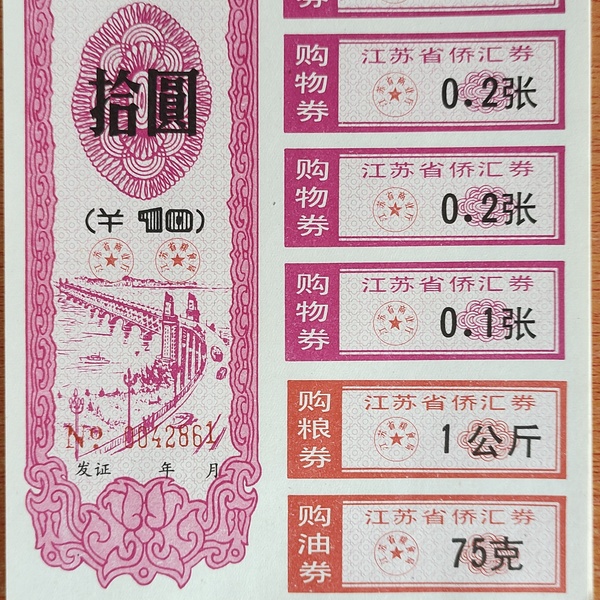 拾圓
(￥10)
No 0042861
发证 年 月
券
购物券
江苏省侨汇券
0.2张
购物券
江苏省侨汇券
0.2张
购物券
江苏省侨汇券
0.1张
购粮券
江苏省侨汇券
1公斤
购油券
江苏省侨汇券
75克